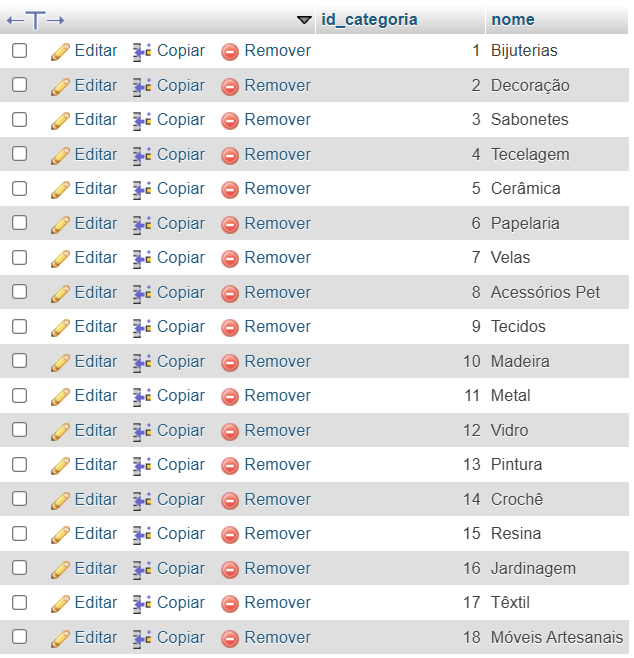 id_categoria nome
Editar Copiar Remover 1 Bijuterias
Editar Copiar Remover 2 Decoração
Editar Copiar Remover 3 Sabonetes
Editar Copiar Remover 4 Tecelagem
Editar Copiar Remover 5 Cerâmica
Editar Copiar Remover 6 Papelaria
Editar Copiar Remover 7 Velas
Editar Copiar Remover 8 Acessórios Pet
Editar Copiar Remover 9 Tecidos
Editar Copiar Remover 10 Madeira
Editar Copiar Remover 11 Metal
Editar Copiar Remover 12 Vidro
Editar Copiar Remover 13 Pintura
Editar Copiar Remover 14 Crochê
Editar Copiar Remover 15 Resina
Editar Copiar Remover 16 Jardinagem
Editar Copiar Remover 17 Têxtil
Editar Copiar Remover 18 Móveis Artesanais